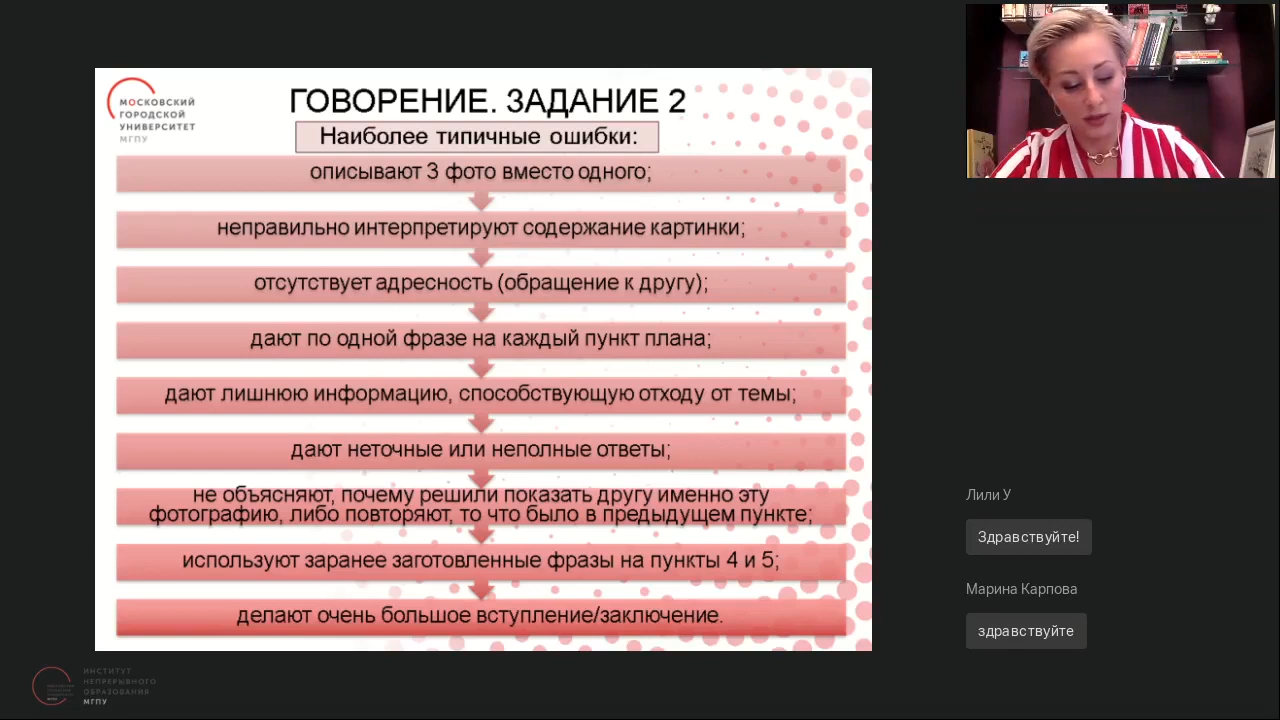 МОСКОВСКИЙ
ГОРОДСКОЙ
УНИВЕРСИТЕТ
МГПУ
ГОВОРЕНИЕ. ЗАДАНИЕ 2
Наиболее типичные ошибки:
описывают 3 фото вместо одного;
неправильно интерпретируют содержание картинки;
отсутствует адресность (обращение к другу);
дают по одной фразе на каждый пункт плана;
дают лишнюю информацию, способствующую отходу от темы;
дают неточные или неполные ответы;
не объясняют, почему решили показать другу именно эту
фотографию, либо повторяют, то что было в предыдущем пункте;
используют заранее заготовленные фразы на пункты 4 и 5;
делают очень большое вступление/заключение.
Лили У
Здравствуйте!
Марина Карпова
здравствуйте
ИНСТИТУТ
НЕПРЕРЫВНОГО
ОБРАЗОВАНИЯ
МГПУ